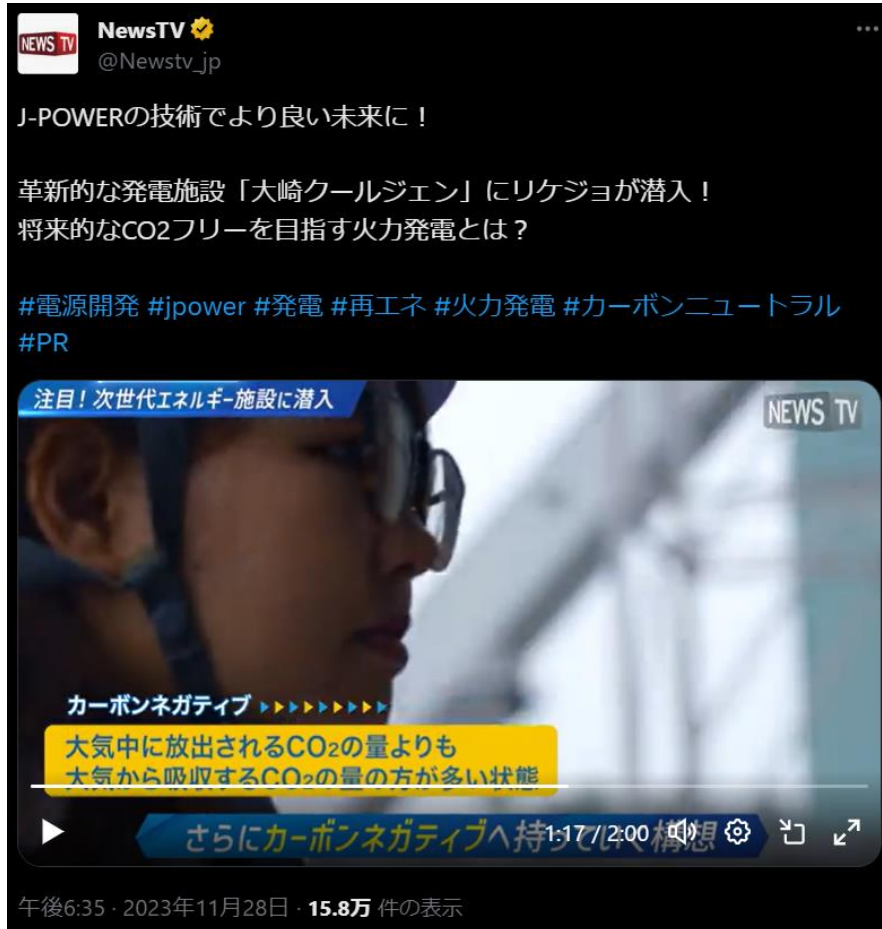 NEWS TV
NewsTV
@Newstv_jp
J-POWERの技術でより良い未来に！
革新的な発電施設「大崎クールジェン」にリケジョが潜入！
将来的なCO2フリーを目指す火力発電とは？
#電源開発 #jpower #発電 #再エネ #火力発電 #カーボンニュートラル
#PR
注目！次世代エネルギー施設に潜入
NEWS TV
カーボンネガティブ
大気中に放出されるCO2の量よりも
大気から吸収するCO2の量の方が多い状態
さらにカーボンネガティブへ持っていく構想
1:17 / 2:00
午後6:35 · 2023年11月28日 · 15.8万 件の表示